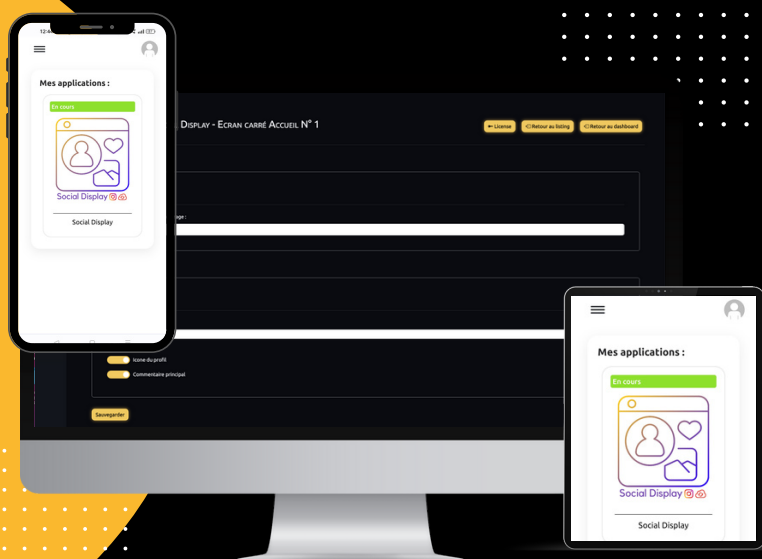 Mes applications :
En cours
Social Display
Social Display
DISPLAY - ECRAN CARRÉ ACCUEIL N° 1
← License
Retour au listing
Retour au dashboard
Icone du profil
Commentaire principal
Sauvegarder
Mes applications :
En cours
Social Display
Social Display